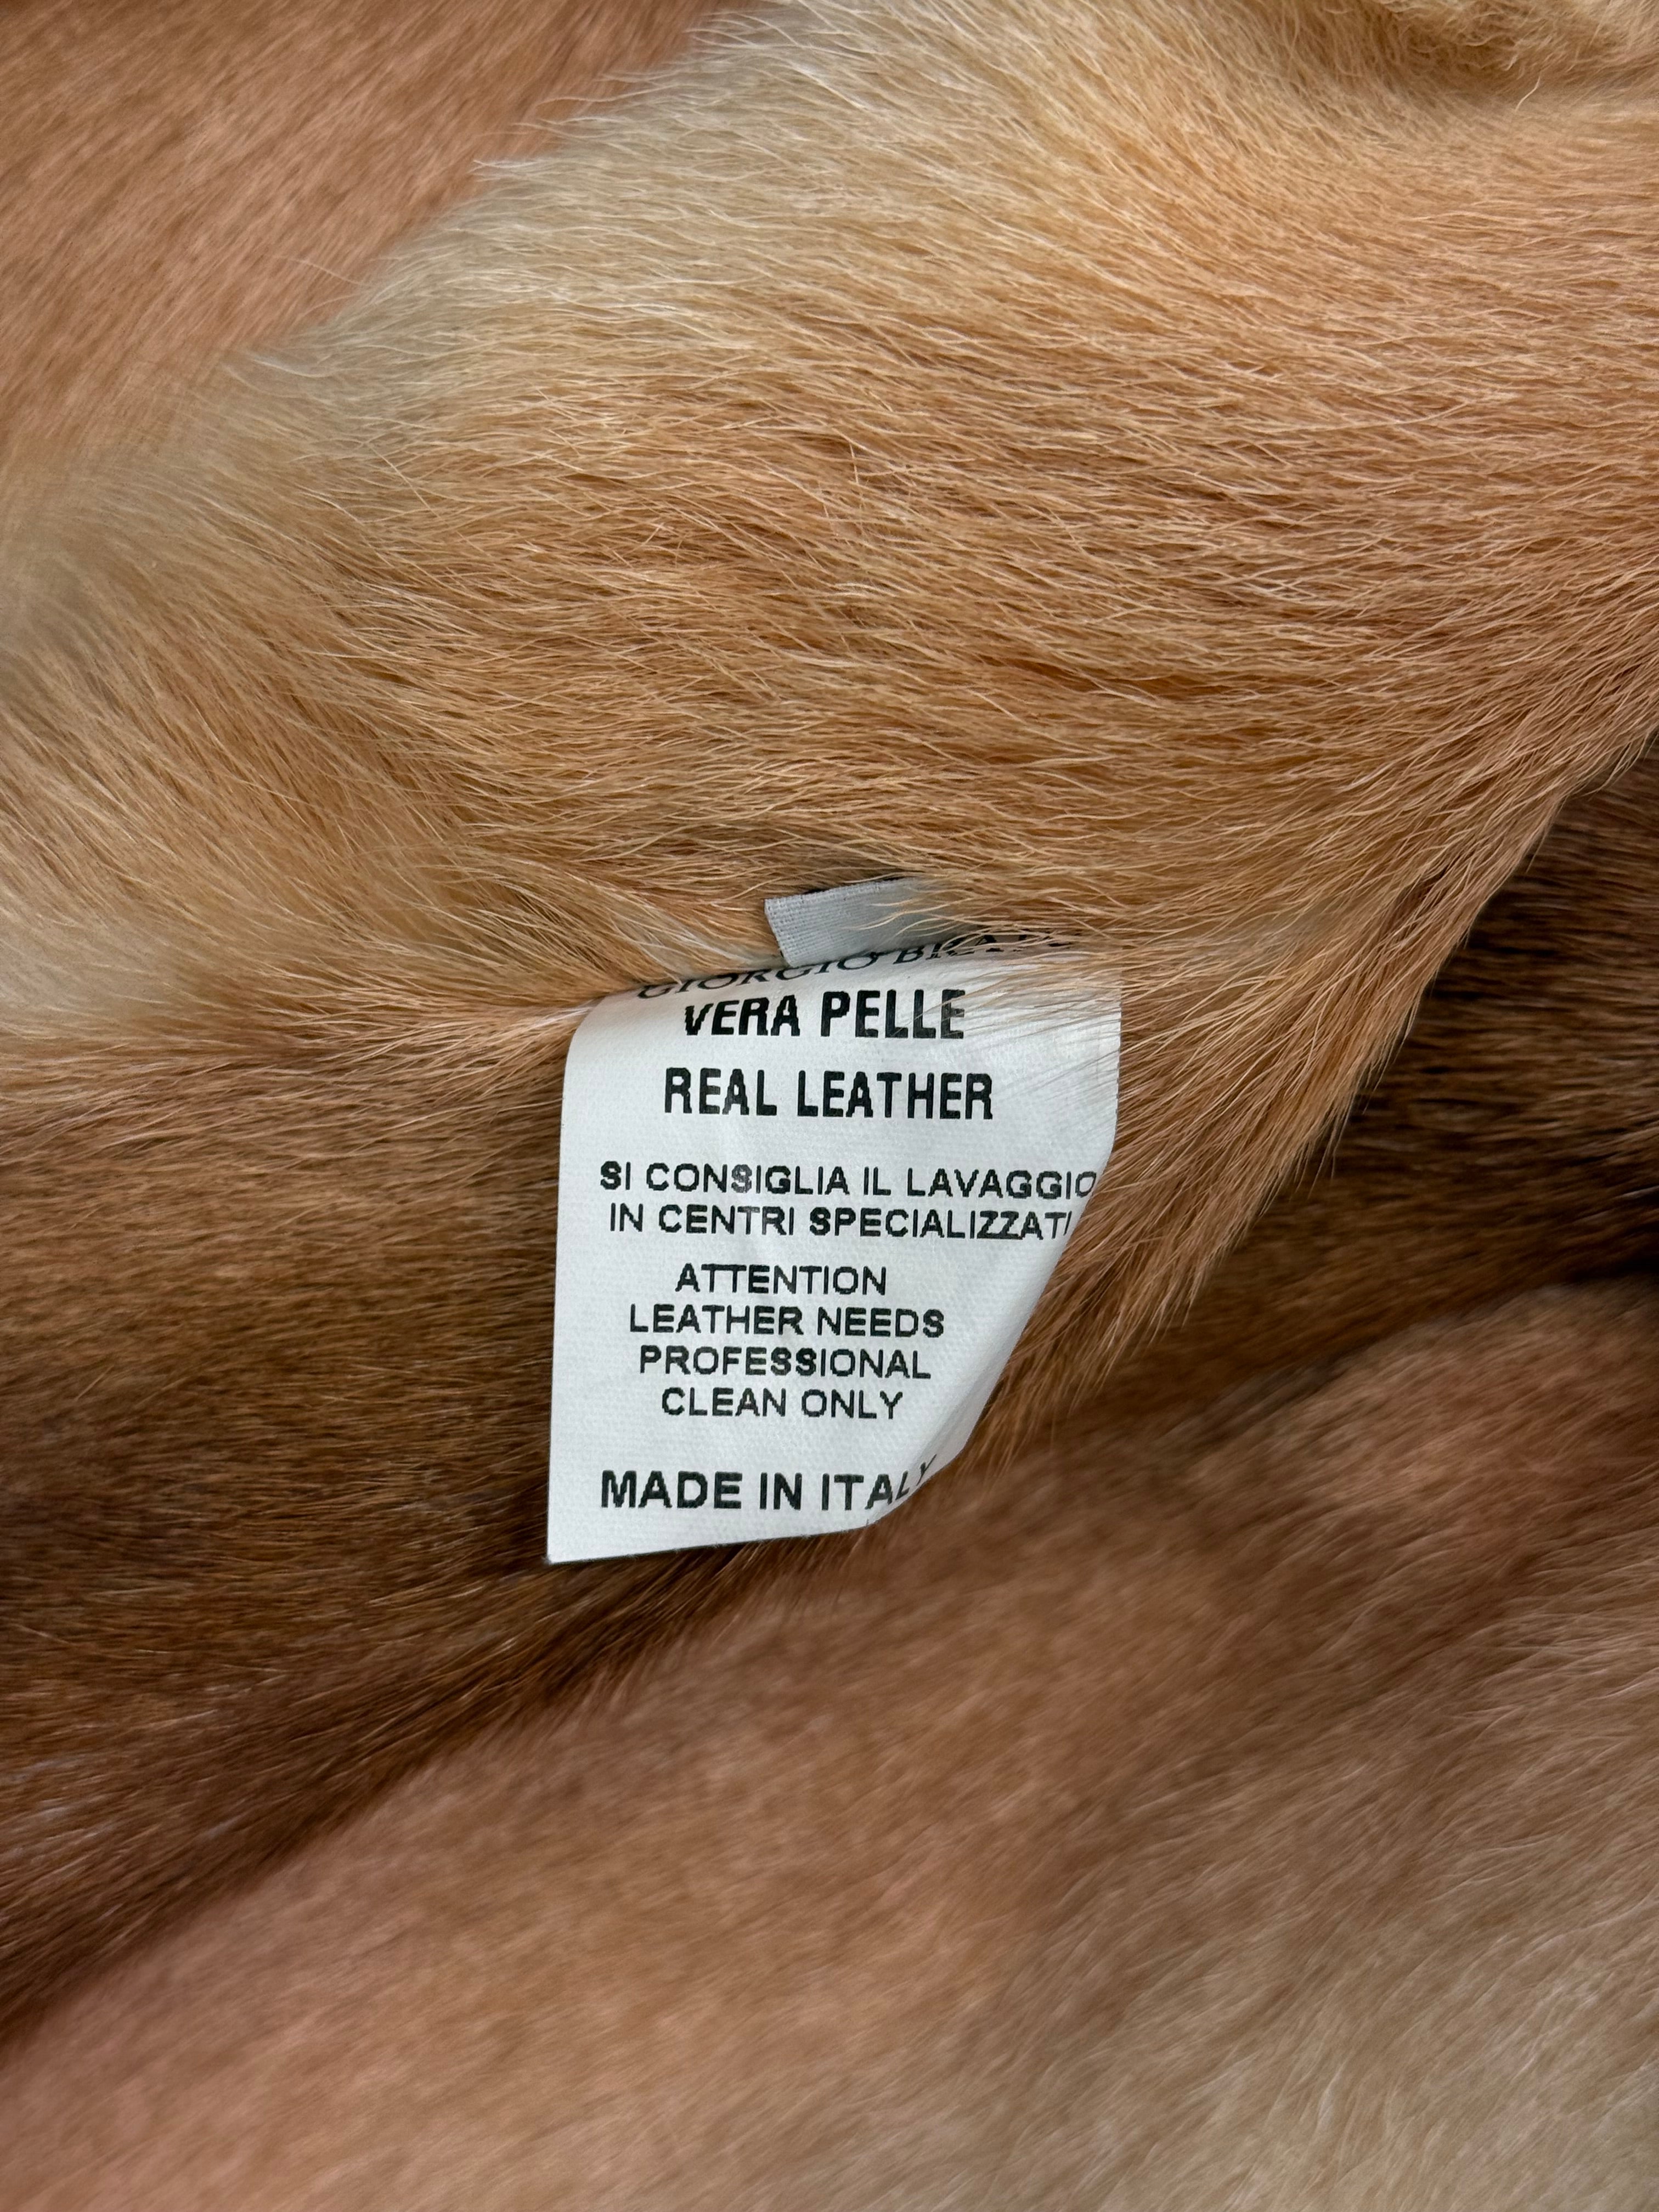 GIORGIO
VERA PELLE
REAL LEATHER
SI CONSIGLIA IL LAVAGGIO
IN CENTRI SPECIALIZZATI
ATTENTION
LEATHER NEEDS
PROFESSIONAL
CLEAN ONLY
MADE IN ITALY